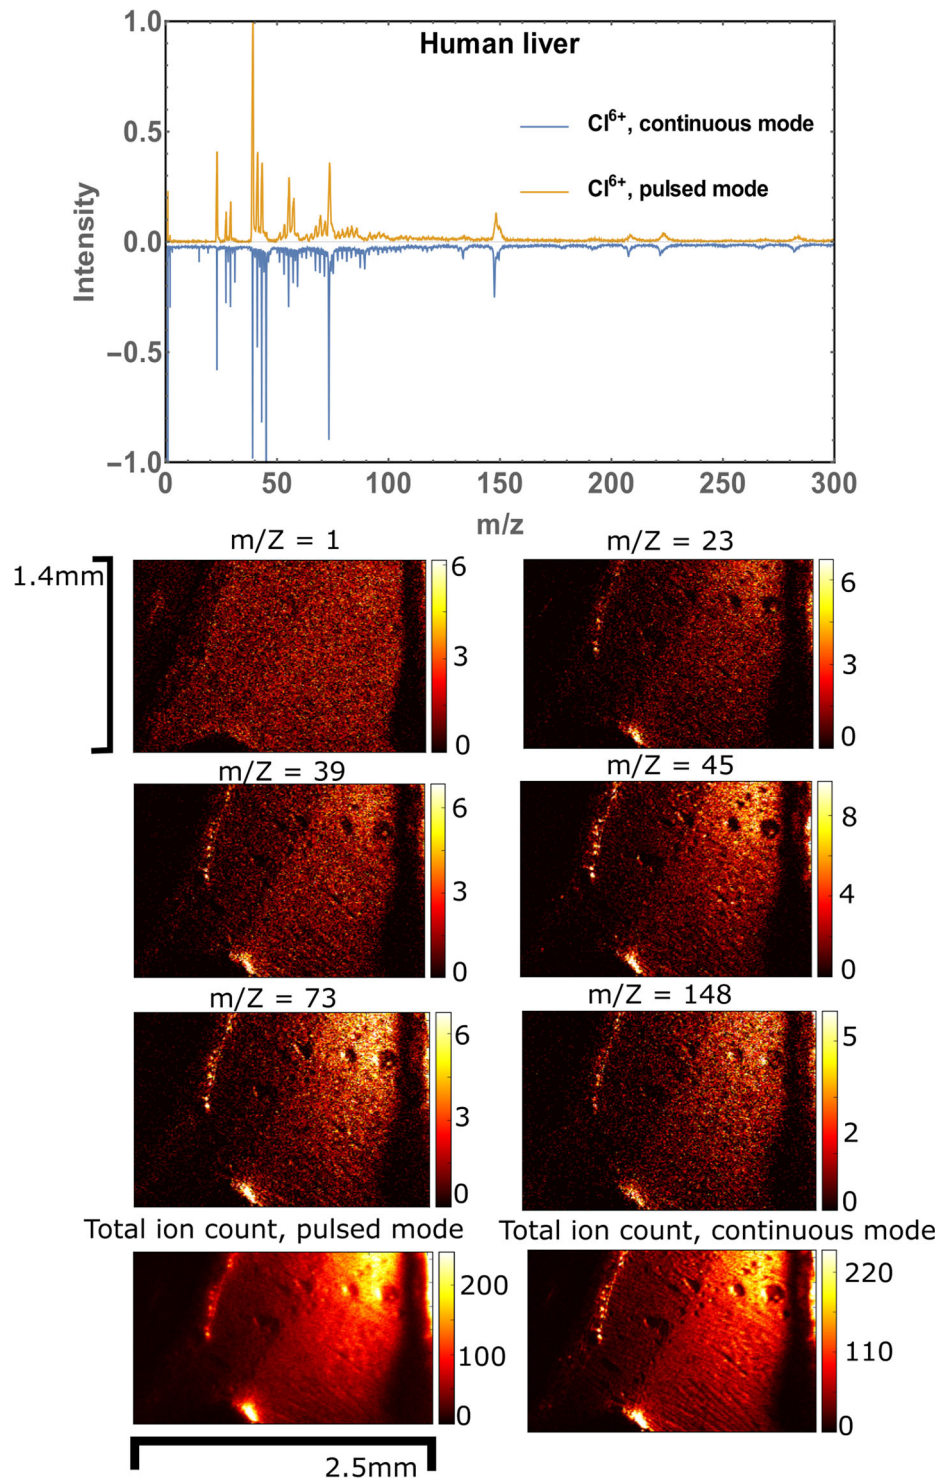 Human liver
Cl6+, continuous mode
Cl6+, pulsed mode
Intensity
1.0
0.5
0.0
−0.5
−1.0
0 50 100 150 200 250 300
m/z
m/Z = 1
m/Z = 23
1.4mm
6
3
0
6
3
0
m/Z = 39
m/Z = 45
6
3
0
8
4
0
m/Z = 73
m/Z = 148
6
3
0
5
2
0
Total ion count, pulsed mode
Total ion count, continuous mode
200
100
0
220
110
0
2.5mm